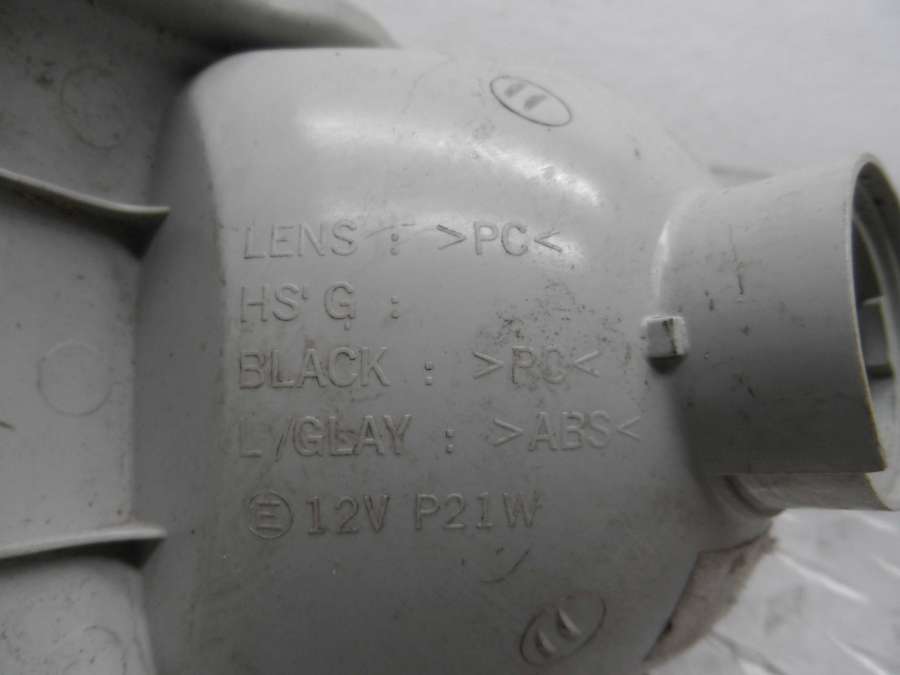 LENS : >PC<
HS'G :
BLACK : >PC<
L/GLAY : >ABS<
E 12V P21W